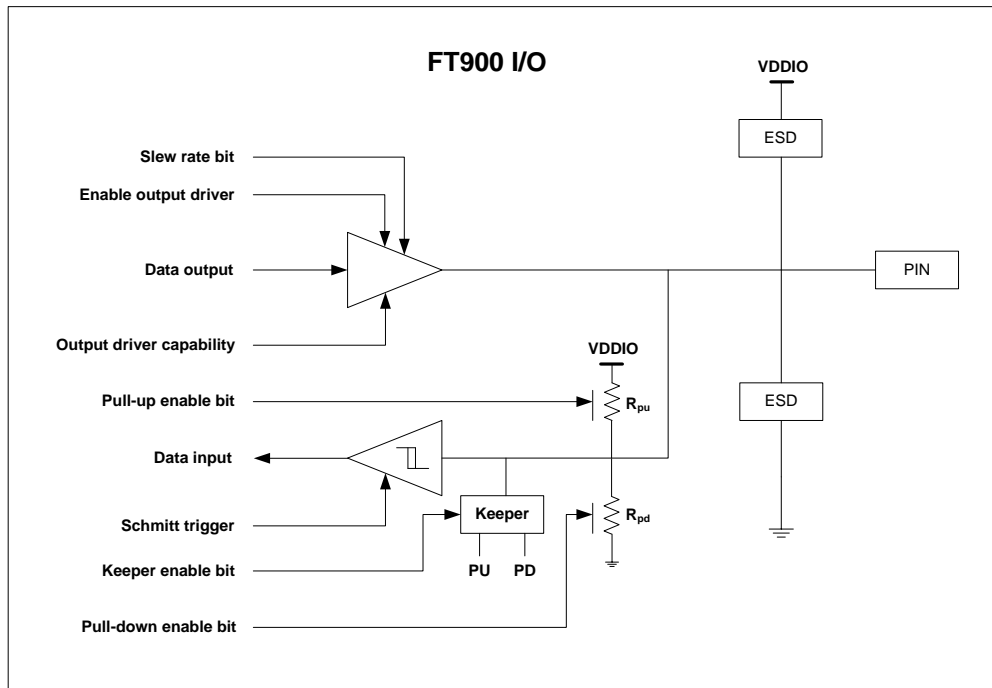 FT900 I/O
VDDIO
ESD
Slew rate bit
Enable output driver
Data output
PIN
Output driver capability
VDDIO
Pull-up enable bit
Rpu
ESD
Data input
Keeper
Rpd
Schmitt trigger
Keeper enable bit
PU PD
Pull-down enable bit